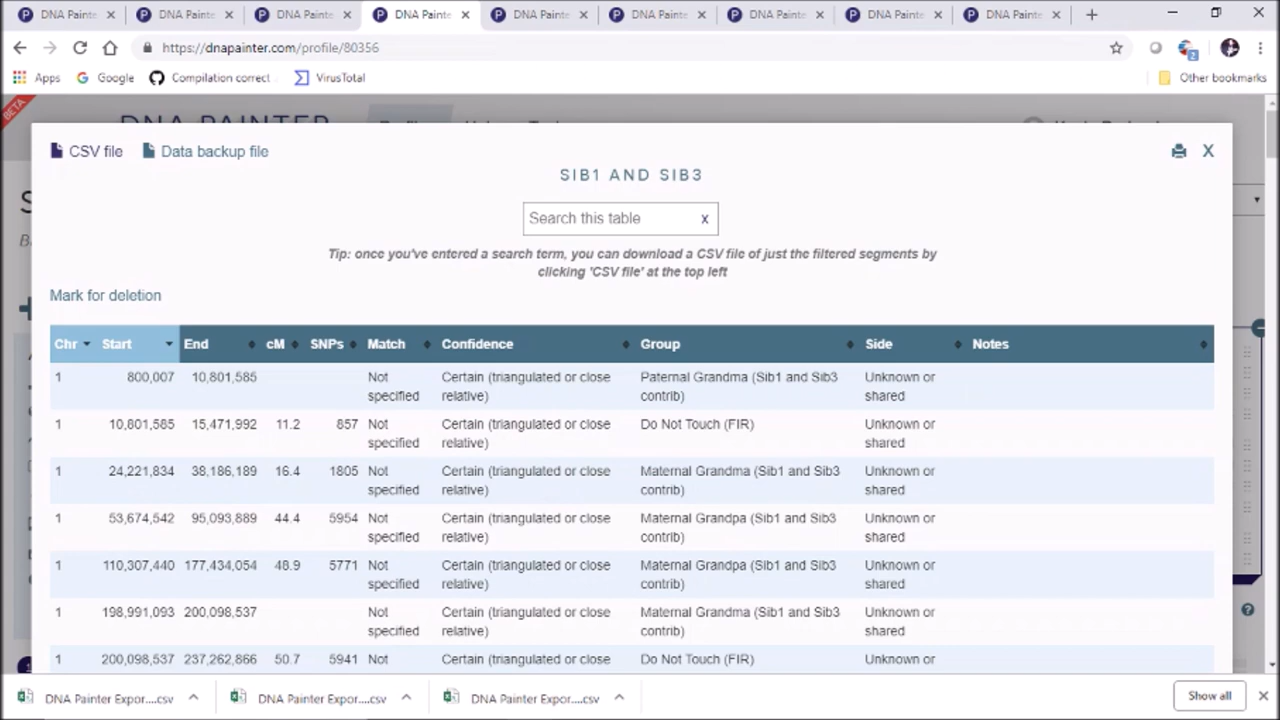 DNA Painter DNA Painter DNA Painter DNA Painter DNA Painter DNA Painter DNA Painter DNA Painter DNA Painter
https://dnapainter.com/profile/80356
Apps Google Compilation correct VirusTotal Other bookmarks
BETA
DNA PAINTER
CSV file Data backup file X
SIB1 AND SIB3
Search this table x
Tip: once you've entered a search term, you can download a CSV file of just the filtered segments by
clicking 'CSV file' at the top left
Mark for deletion
Chr Start End cM SNPs Match Confidence Group Side Notes
1 800,007 10,801,585 Not Certain (triangulated or close Paternal Grandma (Sib1 and Sib3 Unknown or
specified relative) contrib) shared
1 10,801,585 15,471,992 11.2 857 Not Certain (triangulated or close Do Not Touch (FIR) Unknown or
specified relative) shared
1 24,221,834 38,186,189 16.4 1805 Not Certain (triangulated or close Maternal Grandma (Sib1 and Sib3 Unknown or
specified relative) contrib) shared
1 53,674,542 95,093,889 44.4 5954 Not Certain (triangulated or close Maternal Grandpa (Sib1 and Sib3 Unknown or
specified relative) contrib) shared
1 110,307,440 177,434,054 48.9 5771 Not Certain (triangulated or close Maternal Grandpa (Sib1 and Sib3 Unknown or
specified relative) contrib) shared
1 198,991,093 200,098,537 Not Certain (triangulated or close Maternal Grandma (Sib1 and Sib3 Unknown or
specified relative) contrib) shared
1 200,098,537 237,262,866 50.7 5941 Not Certain (triangulated or close Do Not Touch (FIR) Unknown or
DNA Painter Expor....csv DNA Painter Expor....csv DNA Painter Expor....csv Show all